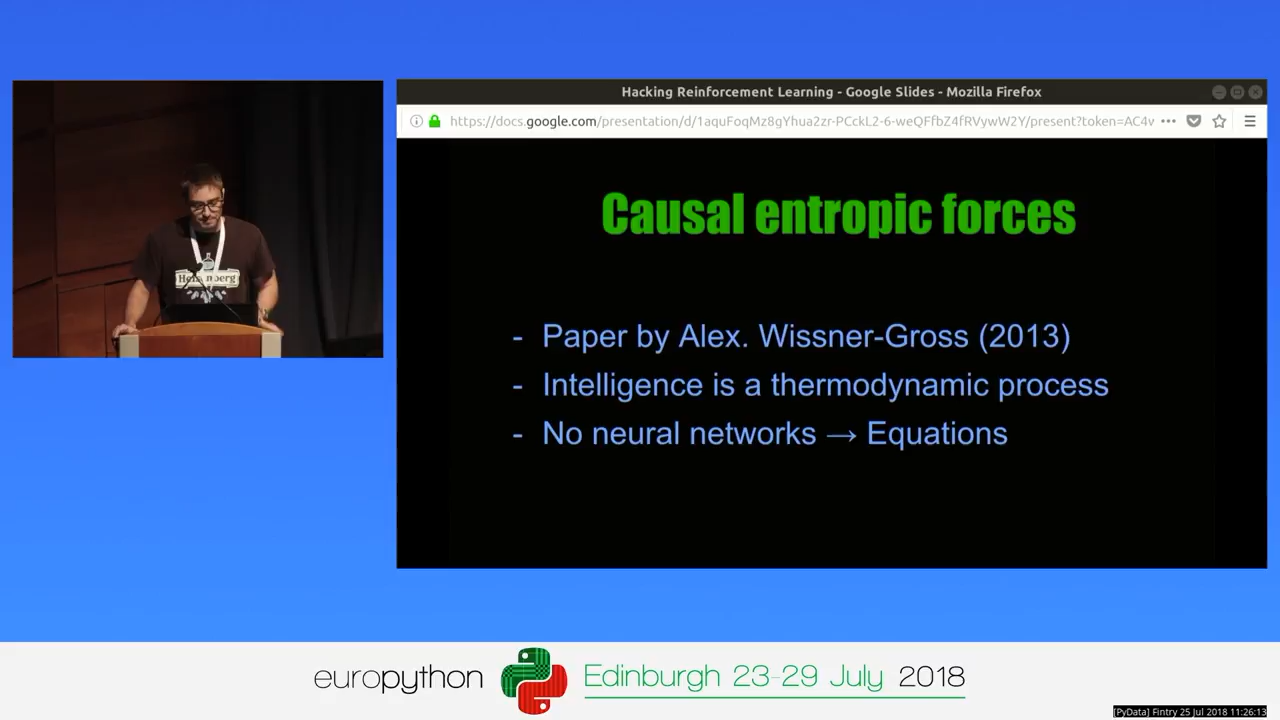 Hacking Reinforcement Learning - Google Slides - Mozilla Firefox
https://docs.google.com/presentation/d/1aquFoqMz8gYhua2zr-PCckL2-6-weQFfbZ4fRVywW2Y/present?token=AC4v
Causal entropic forces
- Paper by Alex. Wissner-Gross (2013)
- Intelligence is a thermodynamic process
- No neural networks → Equations
europython Edinburgh 23-29 July 2018
[PyData] Fintry 25 Jul 2018 11:26:13